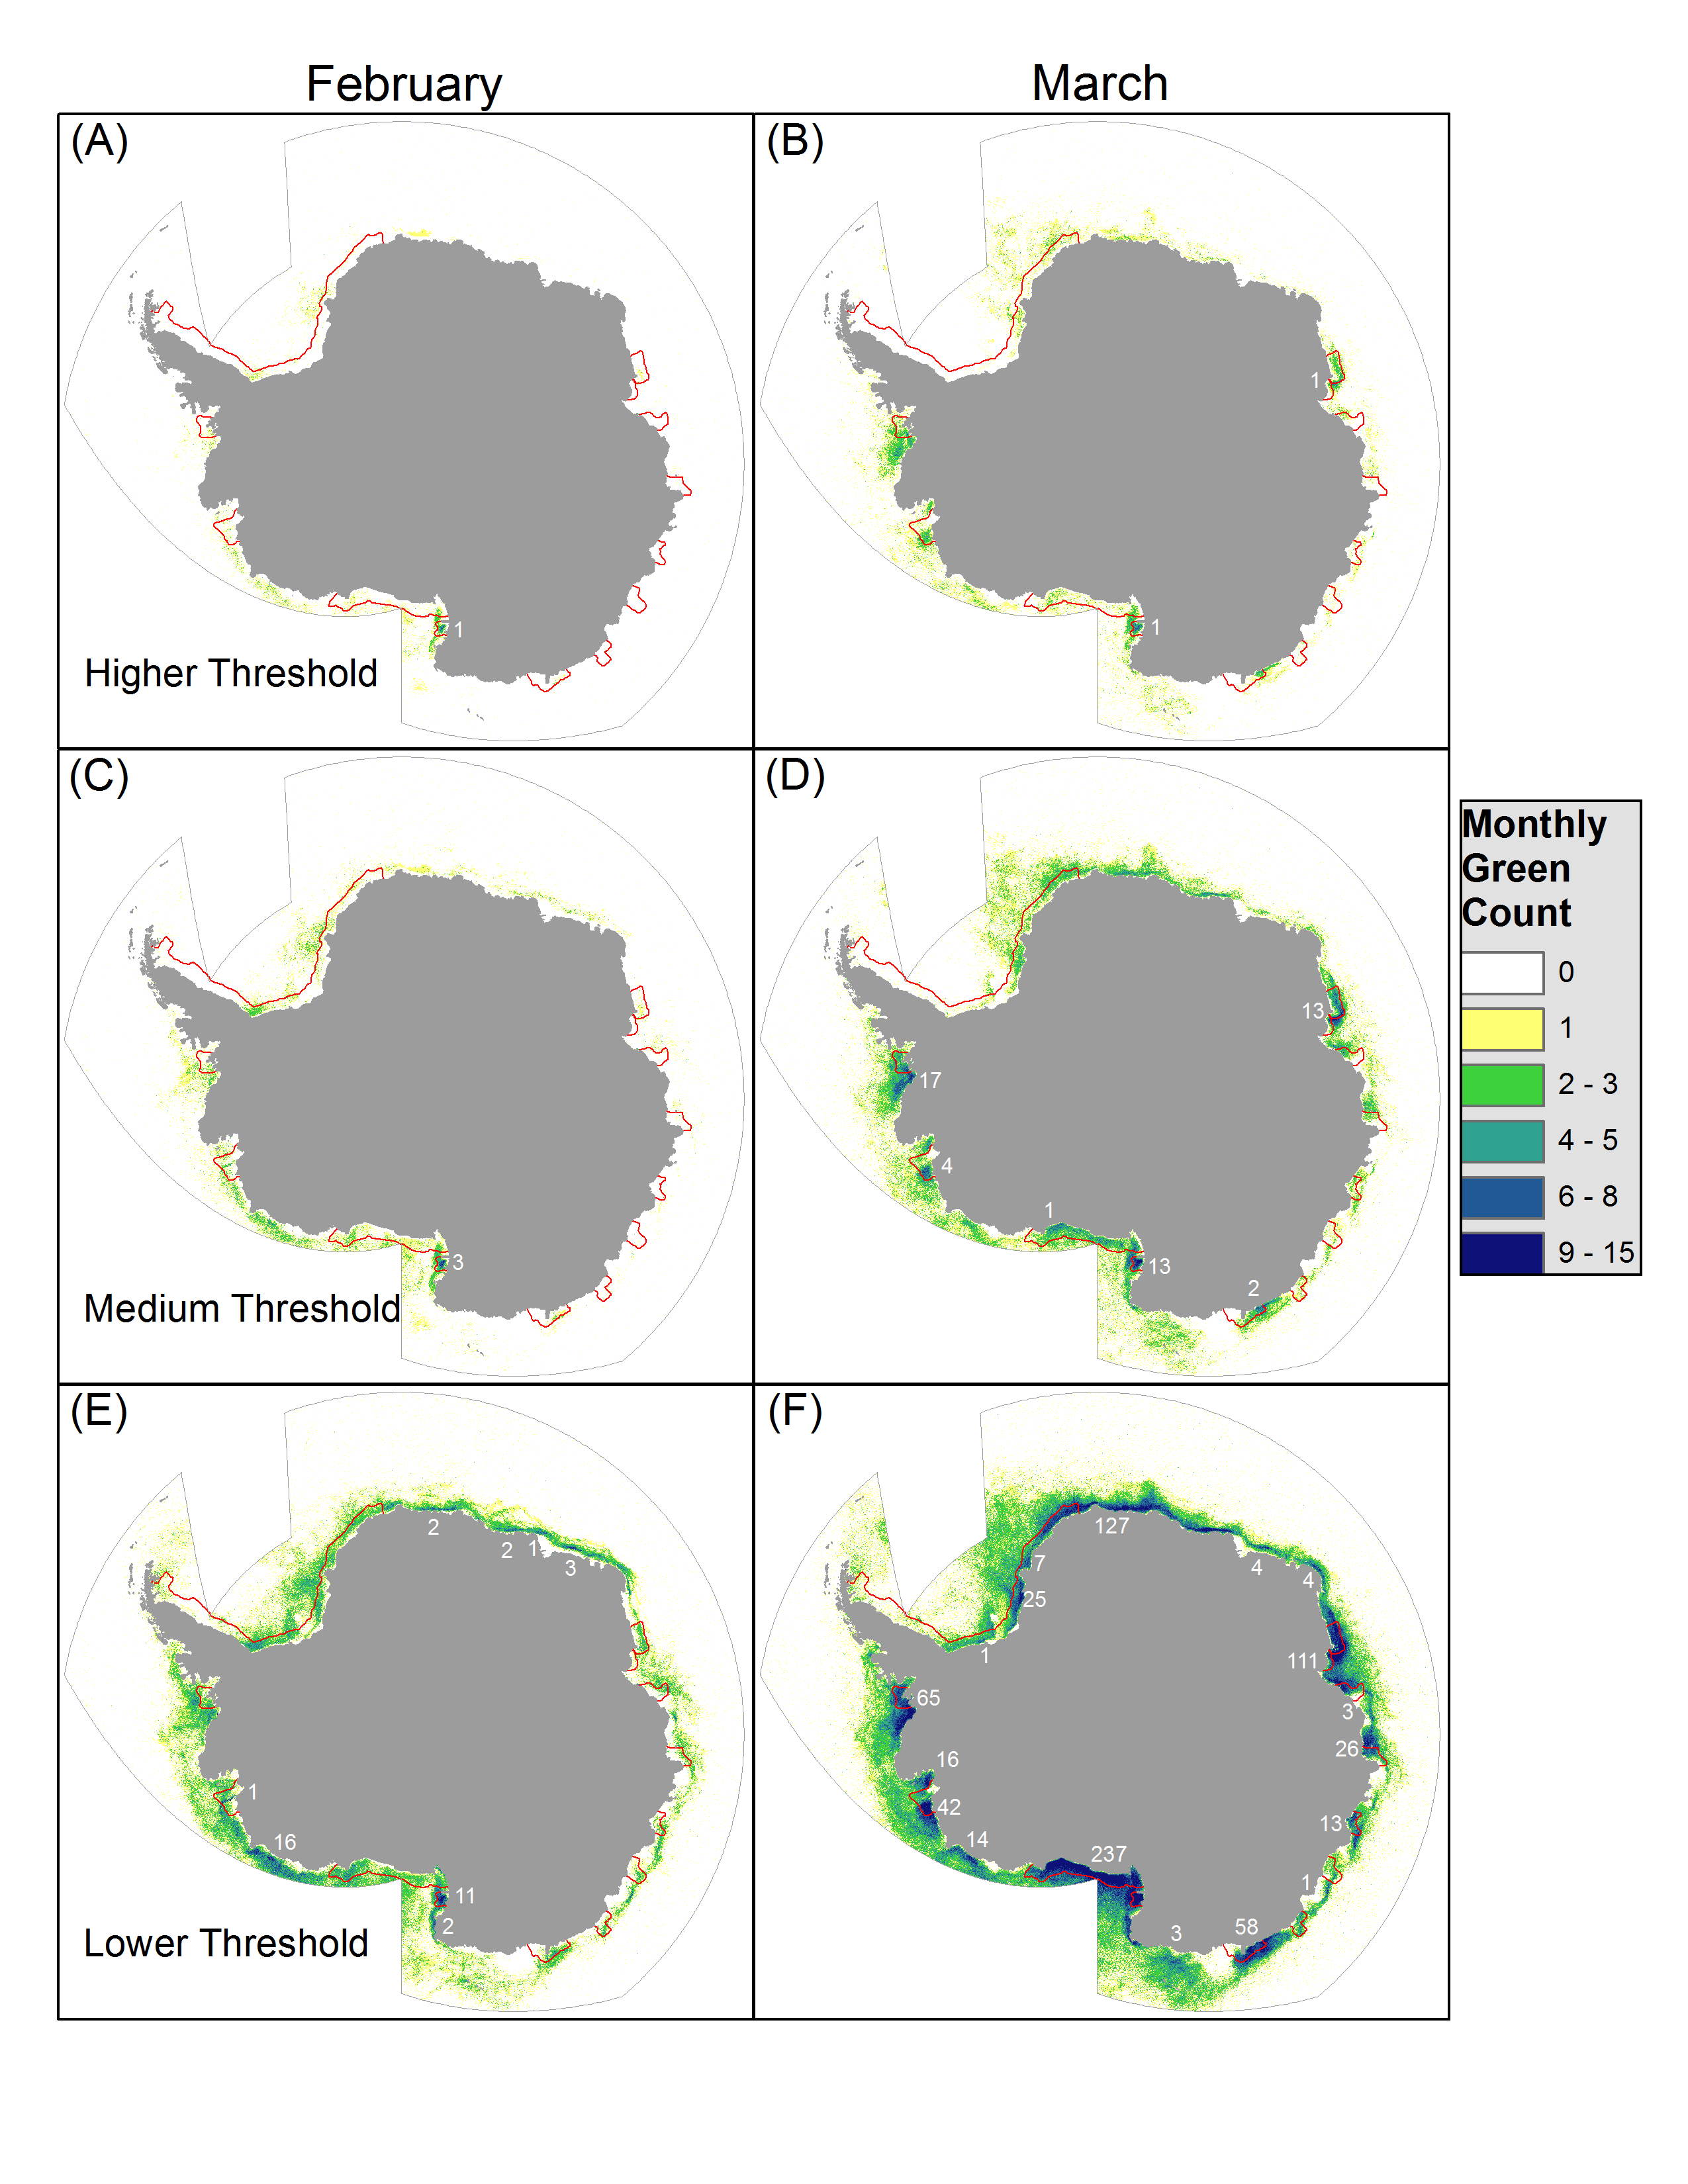 February
March
(A)
1
Higher Threshold
(B)
1
1
(C)
3
Medium Threshold
(D)
13
17
4
1
13
2
Monthly
Green
Count
0
1
2 - 3
4 - 5
6 - 8
9 - 15
(E)
2
2
1
3
1
16
11
2
Lower Threshold
(F)
127
7
4
4
25
1
111
65
3
26
16
42
13
14
237
1
3
58